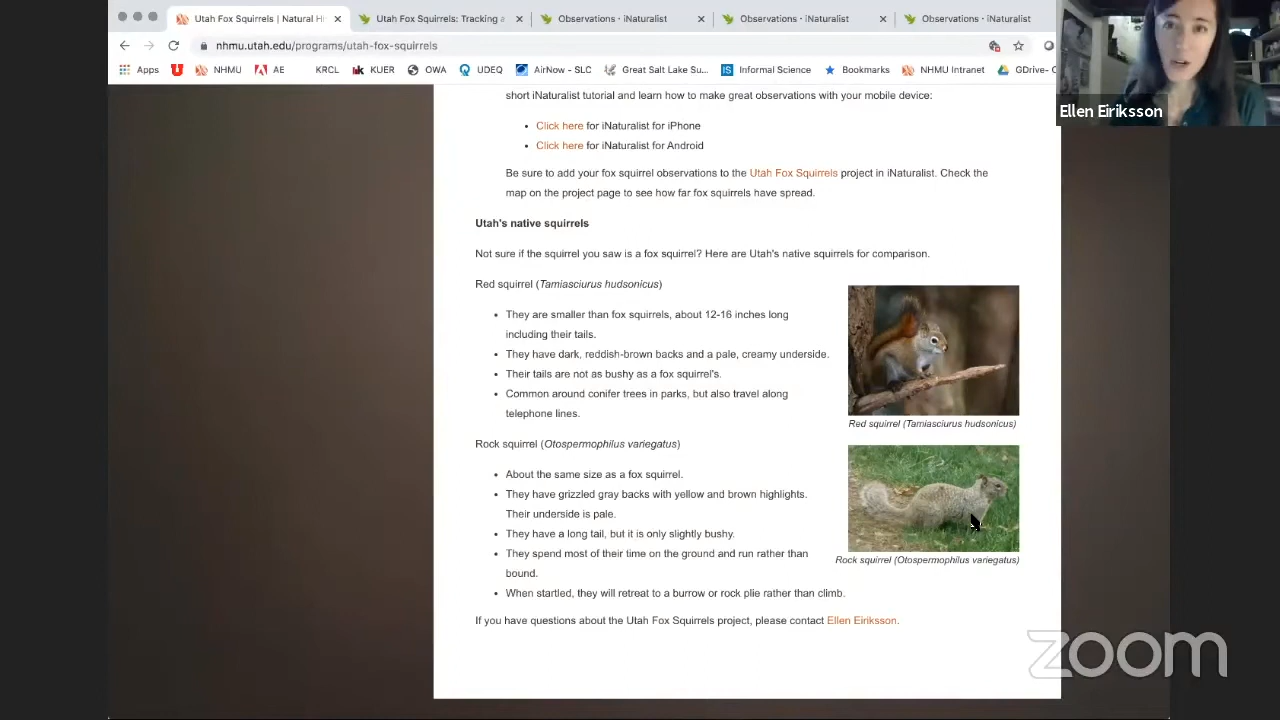 Utah Fox Squirrels | Natural Hi
Utah Fox Squirrels: Tracking a
Observations · iNaturalist
Observations · iNaturalist
Observations · iNaturalist
nhmu.utah.edu/programs/utah-fox-squirrels
Apps NHMU AE KRCL KUER OWA UDEQ AirNow - SLC Great Salt Lake Su... Informal Science Bookmarks NHMU Intranet GDrive- C
Ellen Eiriksson
short iNaturalist tutorial and learn how to make great observations with your mobile device:
• Click here for iNaturalist for iPhone
• Click here for iNaturalist for Android
Be sure to add your fox squirrel observations to the Utah Fox Squirrels project in iNaturalist. Check the
map on the project page to see how far fox squirrels have spread.
Utah's native squirrels
Not sure if the squirrel you saw is a fox squirrel? Here are Utah's native squirrels for comparison.
Red squirrel (Tamiasciurus hudsonicus)
• They are smaller than fox squirrels, about 12-16 inches long
including their tails.
• They have dark, reddish-brown backs and a pale, creamy underside.
• Their tails are not as bushy as a fox squirrel's.
• Common around conifer trees in parks, but also travel along
telephone lines.
Red squirrel (Tamiasciurus hudsonicus)
Rock squirrel (Otospermophilus variegatus)
• About the same size as a fox squirrel.
• They have grizzled gray backs with yellow and brown highlights.
Their underside is pale.
• They have a long tail, but it is only slightly bushy.
• They spend most of their time on the ground and run rather than
bound.
• When startled, they will retreat to a burrow or rock plie rather than climb.
Rock squirrel (Otospermophilus variegatus)
If you have questions about the Utah Fox Squirrels project, please contact Ellen Eiriksson.
zoom